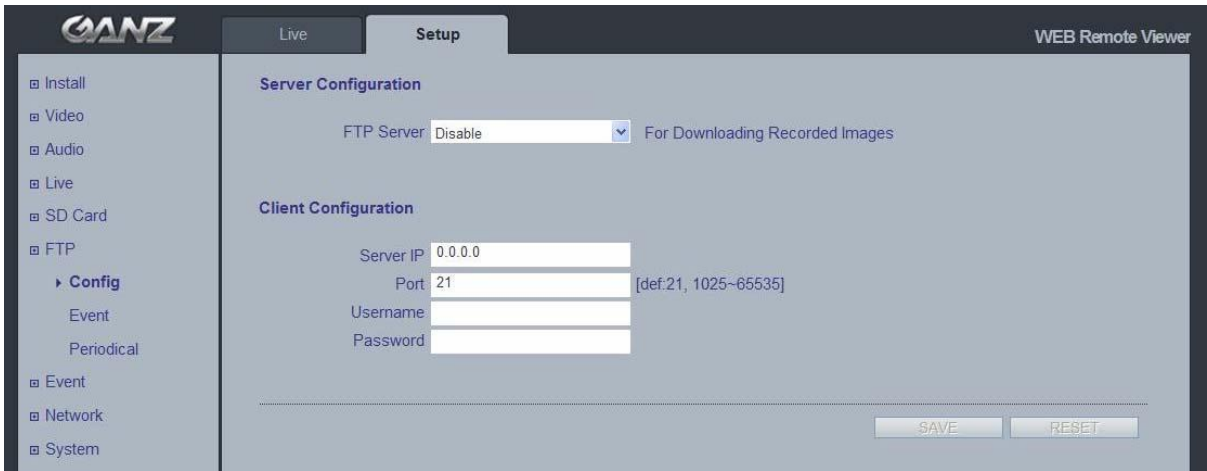 GANZ
Live
Setup
WEB Remote Viewer
Install
Video
Audio
Live
SD Card
FTP
Config
Event
Periodical
Event
Network
System
Server Configuration
FTP Server Disable For Downloading Recorded Images
Client Configuration
Server IP 0.0.0.0
Port 21 [def:21, 1025~65535]
Username
Password
SAVE
RESET